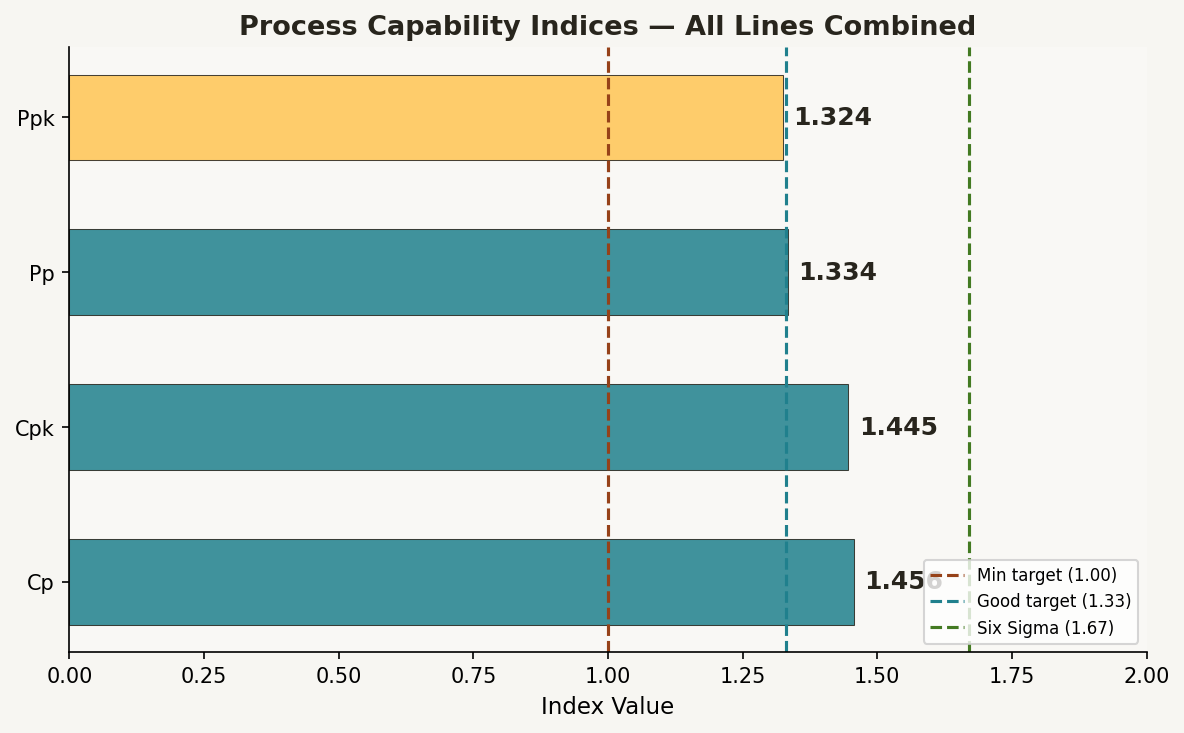 Process Capability Indices — All Lines Combined
Ppk
1.324
Pp
1.334
Cpk
1.445
Cp
1.456
Min target (1.00)
Good target (1.33)
Six Sigma (1.67)
0.00 0.25 0.50 0.75 1.00 1.25 1.50 1.75 2.00
Index Value